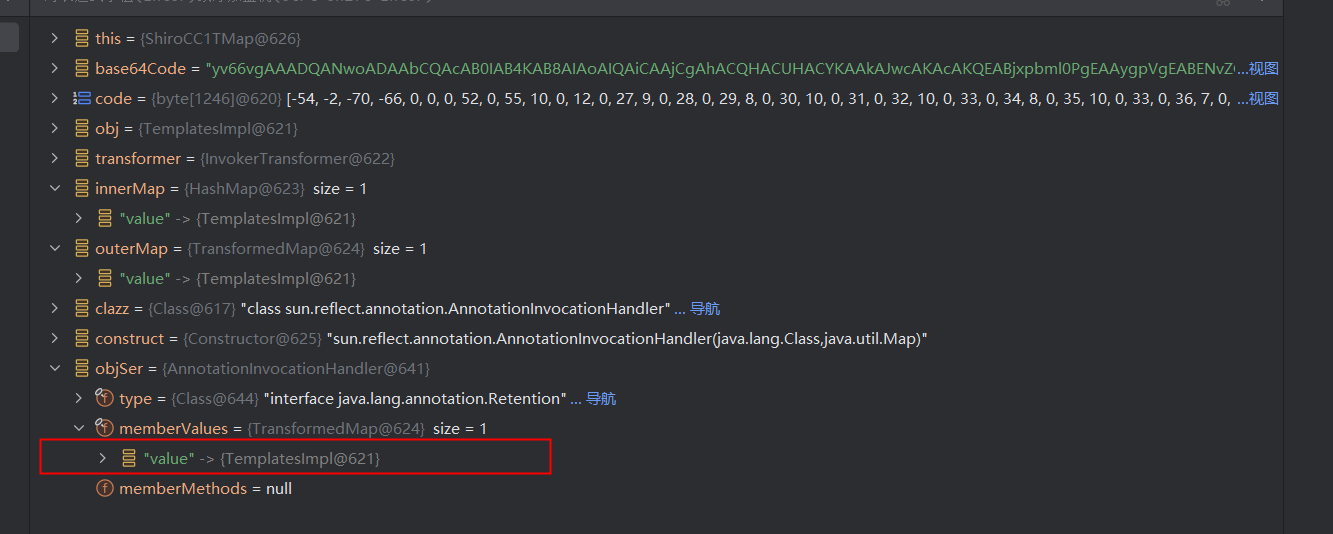 this = {ShiroCC1TMap@626}
base64Code = "yv66vgAAADQANwoADAAbCQAcAB0IAB4KAB8AIAoAIQAiCAAjCgAhACQHACUHACYKAAkAJwcAKAcAKQEABjxpbml0PgEAAygpVgEABENvZ ...视图
code = {byte[1246]@620} [-54, -2, -70, -66, 0, 0, 0, 52, 0, 55, 10, 0, 12, 0, 27, 9, 0, 28, 0, 29, 8, 0, 30, 10, 0, 31, 0, 32, 10, 0, 33, 0, 34, 8, 0, 35, 10, 0, 33, 0, 36, 7, 0, ...视图
obj = {TemplatesImpl@621}
transformer = {InvokerTransformer@622}
innerMap = {HashMap@623} size = 1
"value" -> {TemplatesImpl@621}
outerMap = {TransformedMap@624} size = 1
"value" -> {TemplatesImpl@621}
clazz = {Class@617} "class sun.reflect.annotation.AnnotationInvocationHandler" ... 导航
construct = {Constructor@625} "sun.reflect.annotation.AnnotationInvocationHandler(java.lang.Class,java.util.Map)"
objSer = {AnnotationInvocationHandler@641}
type = {Class@644} "interface java.lang.annotation.Retention" ... 导航
memberValues = {TransformedMap@624} size = 1
"value" -> {TemplatesImpl@621}
memberMethods = null